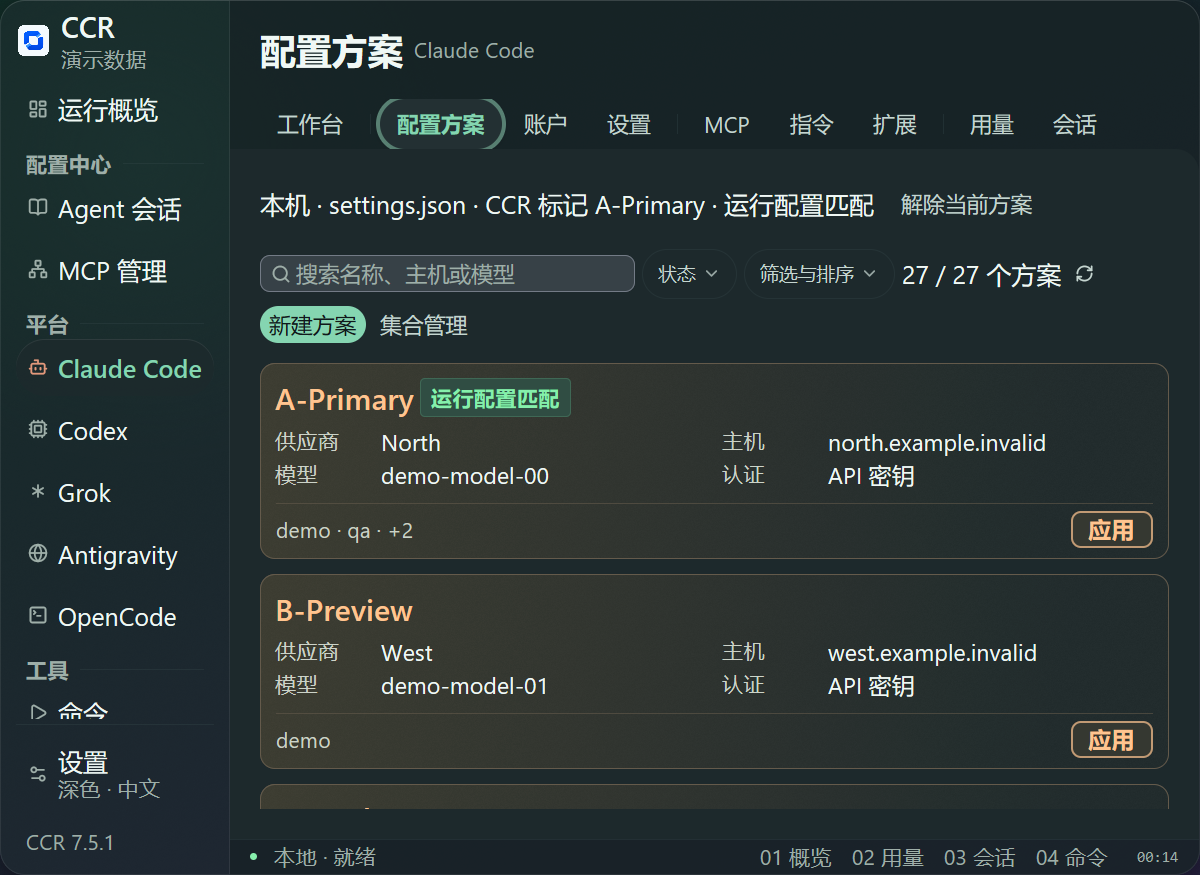 CCR
演示数据
运行概览
配置中心
Agent 会话
MCP 管理
平台
Claude Code
Codex
Grok
Antigravity
OpenCode
工具
命令
设置
深色 · 中文
CCR 7.5.1
配置方案 Claude Code
工作台 配置方案 账户 设置 MCP 指令 扩展 用量 会话
本机 · settings.json · CCR 标记 A-Primary · 运行配置匹配 解除当前方案
搜索名称、主机或模型 状态 筛选与排序 27 / 27 个方案
新建方案 集合管理
A-Primary 运行配置匹配
供应商 North 主机 north.example.invalid
模型 demo-model-00 认证 API 密钥
demo · qa · +2 应用
B-Preview
供应商 West 主机 west.example.invalid
模型 demo-model-01 认证 API 密钥
demo 应用
本地 · 就绪 01 概览 02 用量 03 会话 04 命令 00:14